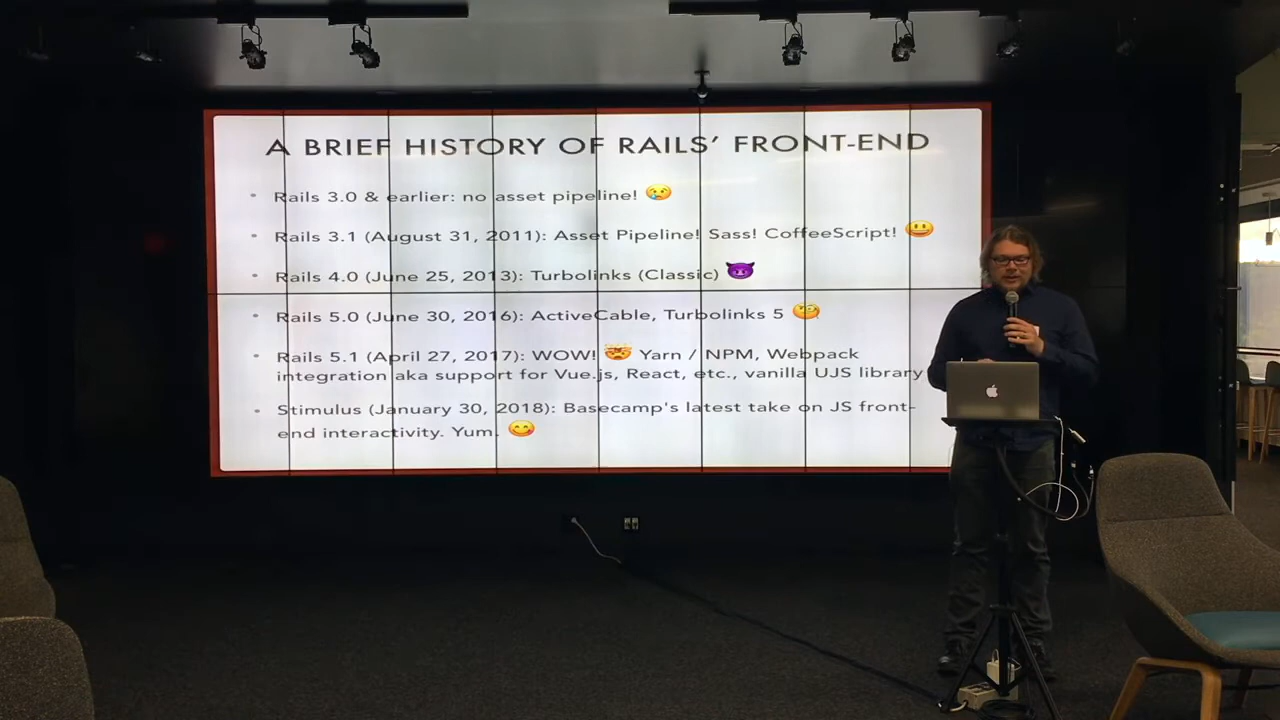 A BRIEF HISTORY OF RAILS’ FRONT-END
• Rails 3.0 & earlier: no asset pipeline! 😢
• Rails 3.1 (August 31, 2011): Asset Pipeline! Sass! CoffeeScript! 😃
• Rails 4.0 (June 25, 2013): Turbolinks (Classic) 😈
• Rails 5.0 (June 30, 2016): ActiveCable, Turbolinks 5 🧐
• Rails 5.1 (April 27, 2017): WOW! 🤯 Yarn / NPM, Webpack
integration aka support for Vue.js, React, etc., vanilla UJS library
• Stimulus (January 30, 2018): Basecamp's latest take on JS front-
end interactivity. Yum. 😋